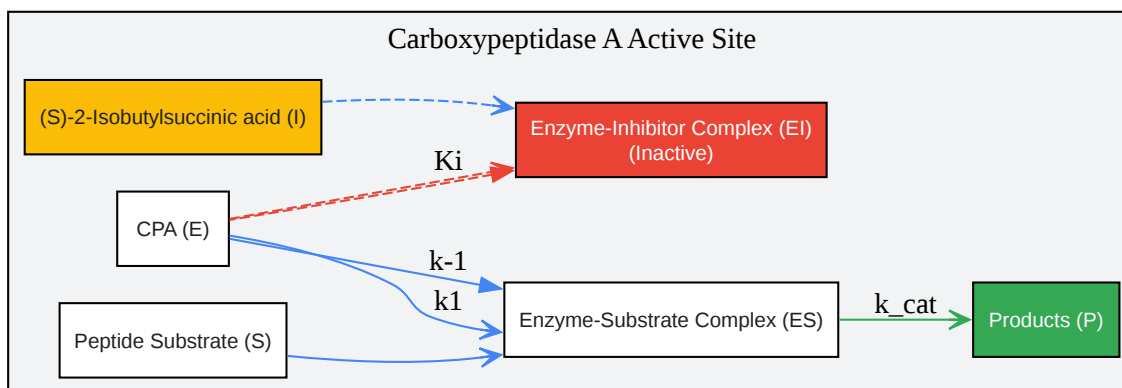 Carboxypeptidase A Active Site
(S)-2-Isobutylsuccinic acid (I)
Enzyme-Inhibitor Complex (EI)
(Inactive)
Ki
CPA (E)
k-1
k1
Enzyme-Substrate Complex (ES)
k_cat
Products (P)
Peptide Substrate (S)